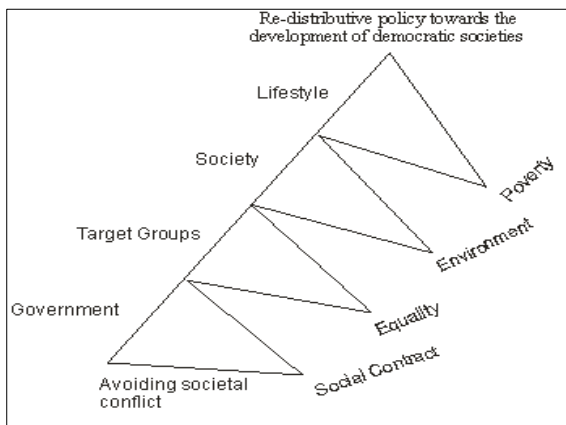 Re-distributive policy towards the
development of democratic societies
Lifestyle
Society
Poverty
Target Groups
Environment
Government
Equality
Avoiding societal
conflict
Social Contract